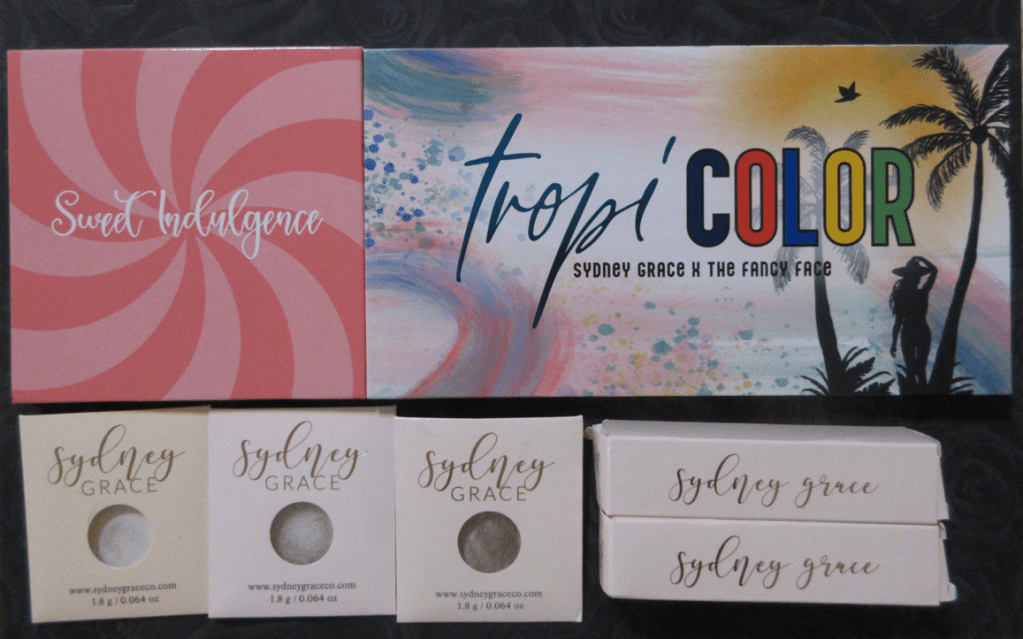 Sweet Indulgence
tropi COLOR
SYDNEY GRACE X THE FANCY FACE
sydney
GRACE
www.sydneygraceco.com
1.8 g / 0.064 oz
sydney
GRACE
www.sydneygraceco.com
1.8 g / 0.064 oz
sydney
GRACE
www.sydneygraceco.com
1.8 g / 0.064 oz
sydney grace
sydney grace